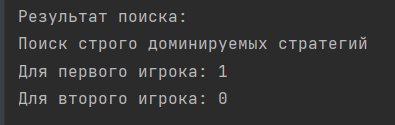 Результат поиска:
Поиск строго доминируемых стратегий
Для первого игрока: 1
Для второго игрока: 0